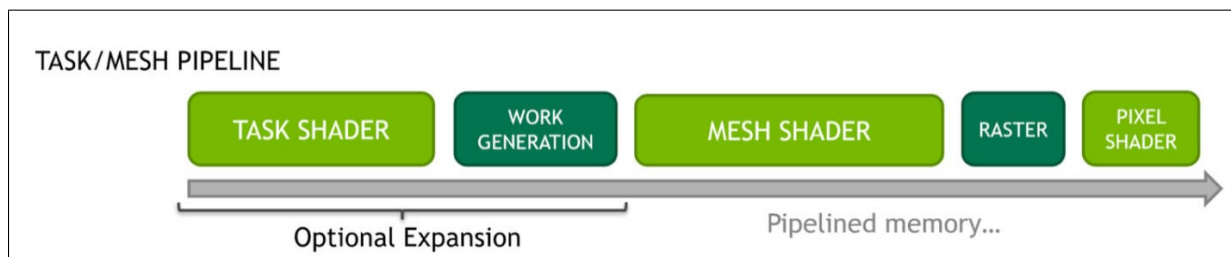 TASK/MESH PIPELINE
TASK SHADER
WORK
GENERATION
MESH SHADER
RASTER
PIXEL
SHADER
Optional Expansion
Pipelined memory...